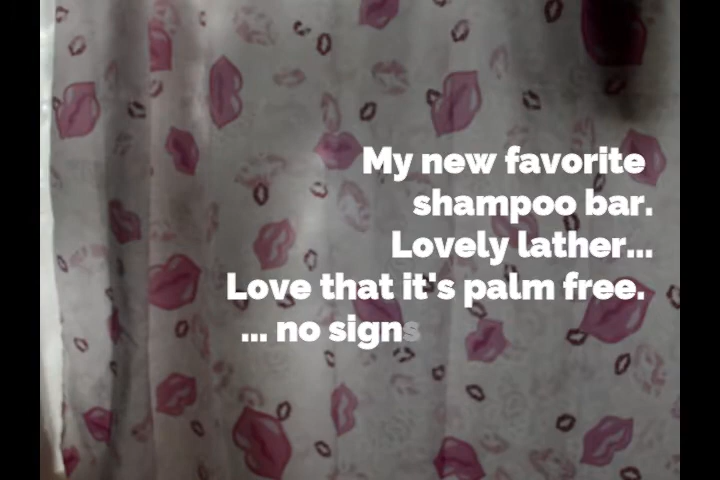 My new favorite
shampoo bar.
Lovely lather...
Love that it's palm free.
... no signs